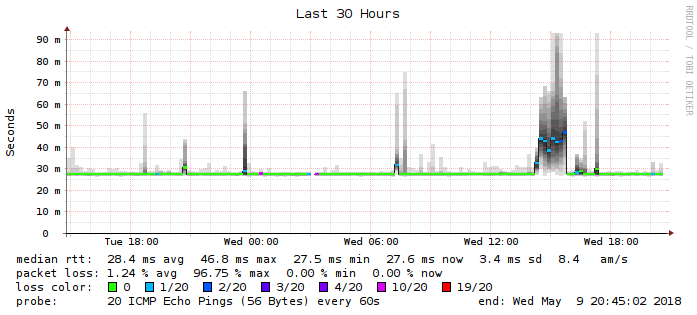 Last 30 Hours
RRDTOOL / TOBI OETIKER
Seconds
90 m
80 m
70 m
60 m
50 m
40 m
30 m
20 m
10 m
0
Tue 18:00 Wed 00:00 Wed 06:00 Wed 12:00 Wed 18:00
median rtt: 28.4 ms avg 46.8 ms max 27.5 ms min 27.6 ms now 3.4 ms sd 8.4 am/s
packet loss: 1.24 % avg 96.75 % max 0.00 % min 0.00 % now
loss color: 0 1/20 2/20 3/20 4/20 10/20 19/20
probe: 20 ICMP Echo Pings (56 Bytes) every 60s end: Wed May 9 20:45:02 2018